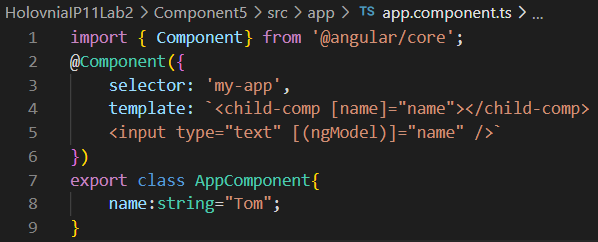 HolovniaIP11Lab2 > Component5 > src > app > TS app.component.ts > ...
1 import { Component} from '@angular/core';
2 @Component({
3 selector: 'my-app',
4 template: `<child-comp [name]="name"></child-comp>
5 <input type="text" [(ngModel)]="name" />`
6 })
7 export class AppComponent{
8 name:string="Tom";
9 }